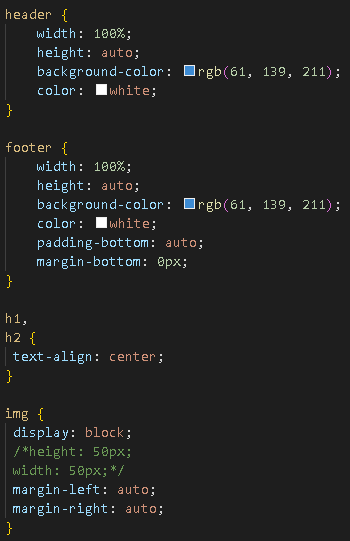 header {
    width: 100%;
    height: auto;
    background-color: rgb(61, 139, 211);
    color: white;
}

footer {
    width: 100%;
    height: auto;
    background-color: rgb(61, 139, 211);
    color: white;
    padding-bottom: auto;
    margin-bottom: 0px;
}

h1,
h2 {
 text-align: center;
}

img {
 display: block;
 /*height: 50px;
 width: 50px;*/
 margin-left: auto;
 margin-right: auto;
}